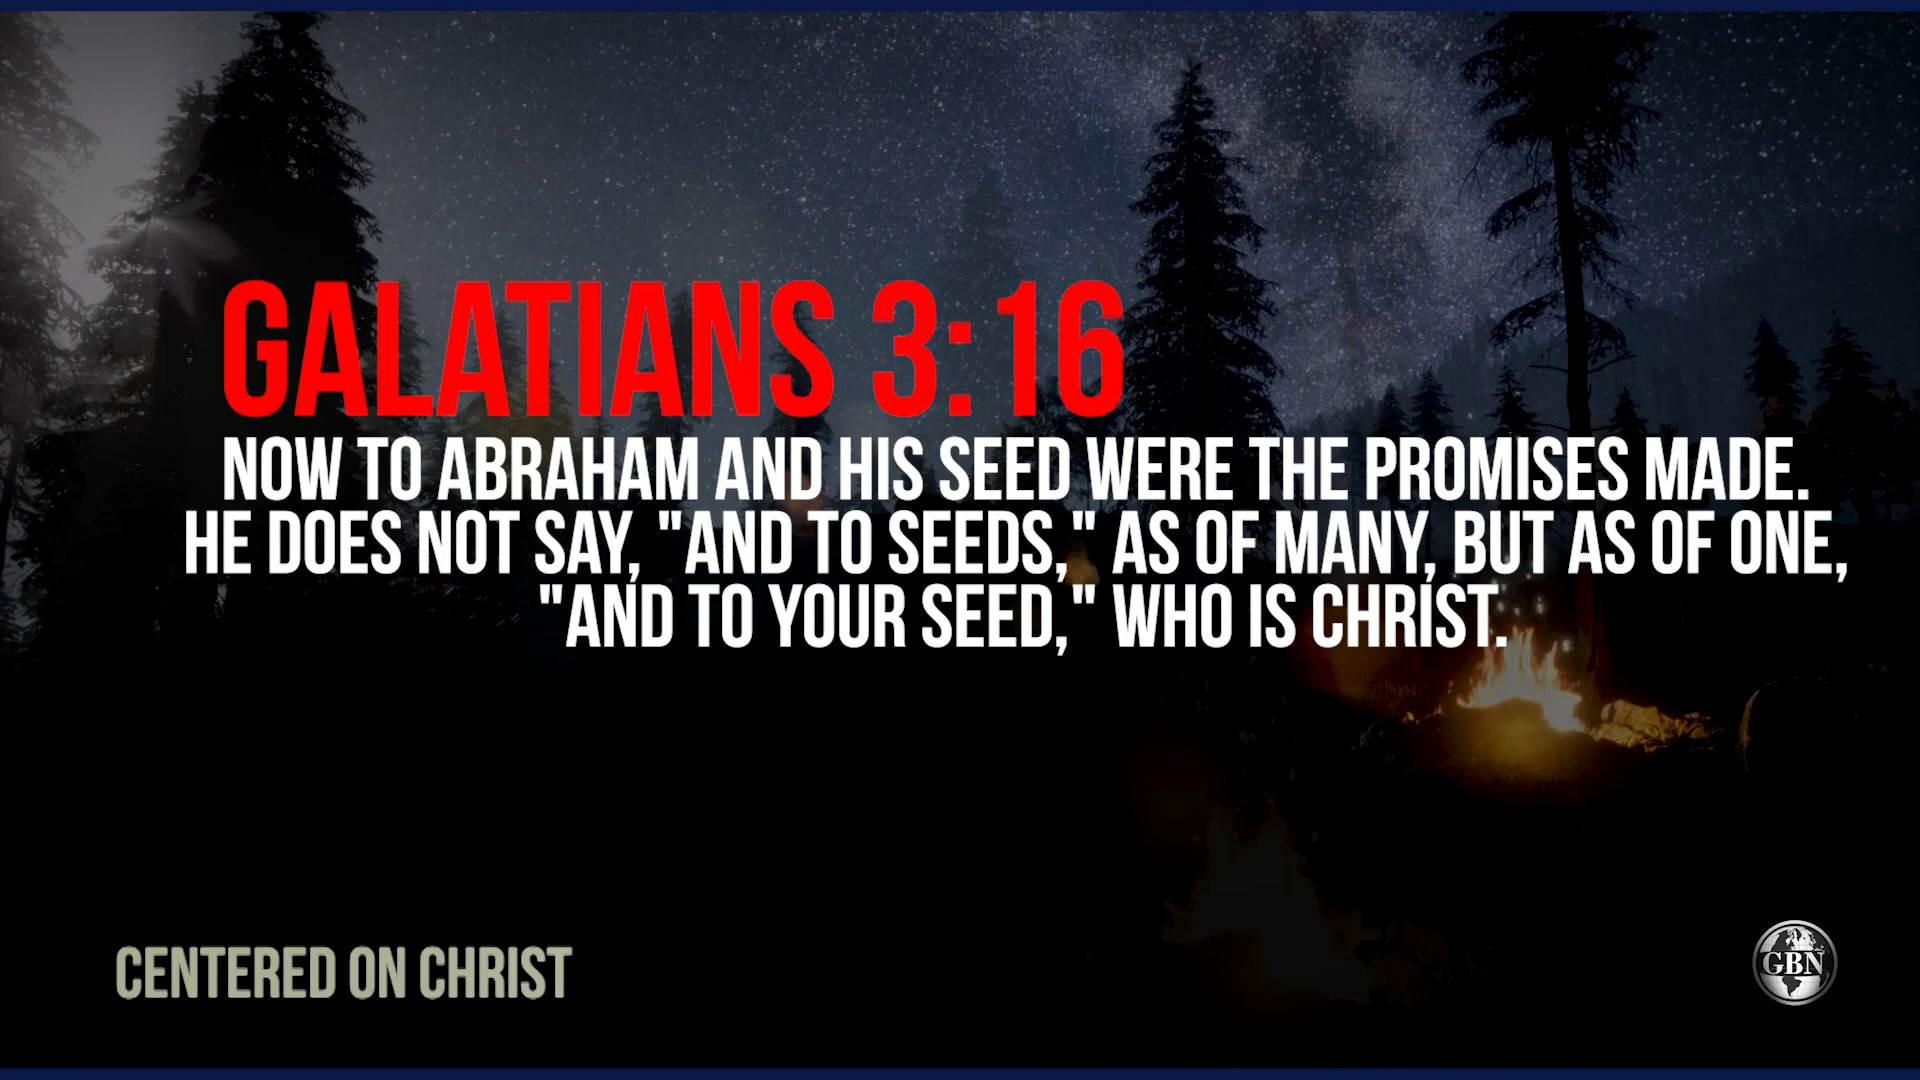 GALATIANS 3:16
NOW TO ABRAHAM AND HIS SEED WERE THE PROMISES MADE.
HE DOES NOT SAY, "AND TO SEEDS," AS OF MANY, BUT AS OF ONE,
"AND TO YOUR SEED," WHO IS CHRIST.
CENTERED ON CHRIST
GBN